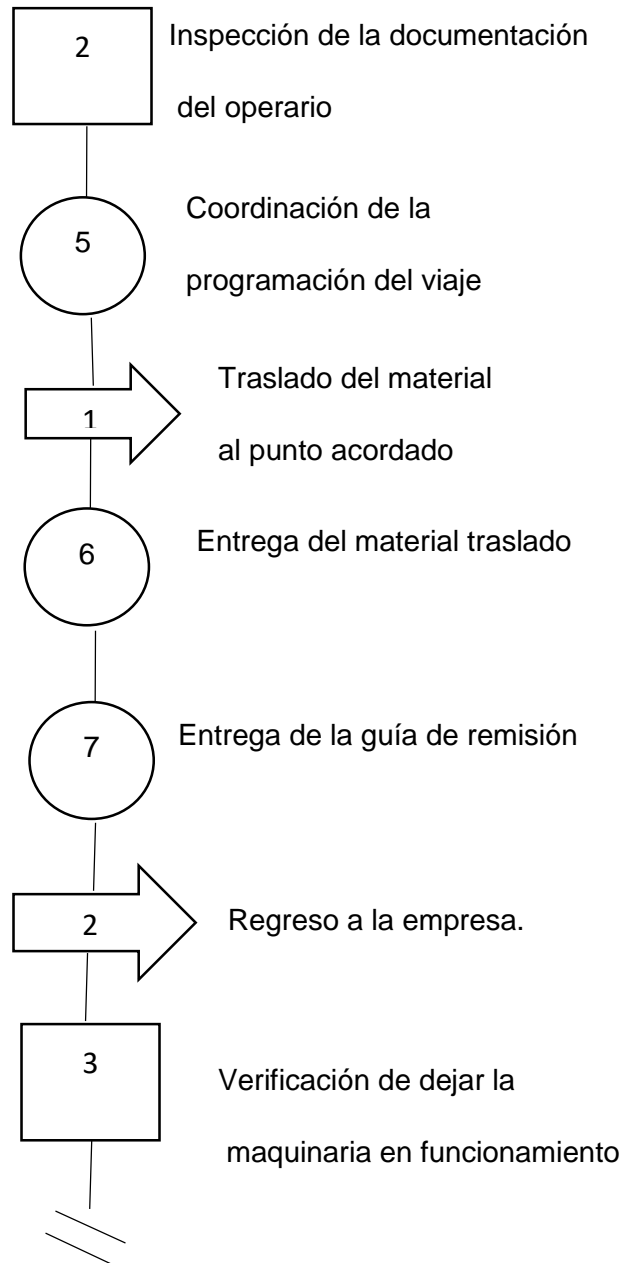 2
Inspección de la documentación
del operario
5
Coordinación de la
programación del viaje
1
Traslado del material
al punto acordado
6
Entrega del material traslado
7
Entrega de la guía de remisión
2
Regreso a la empresa.
3
Verificación de dejar la
maquinaria en funcionamiento